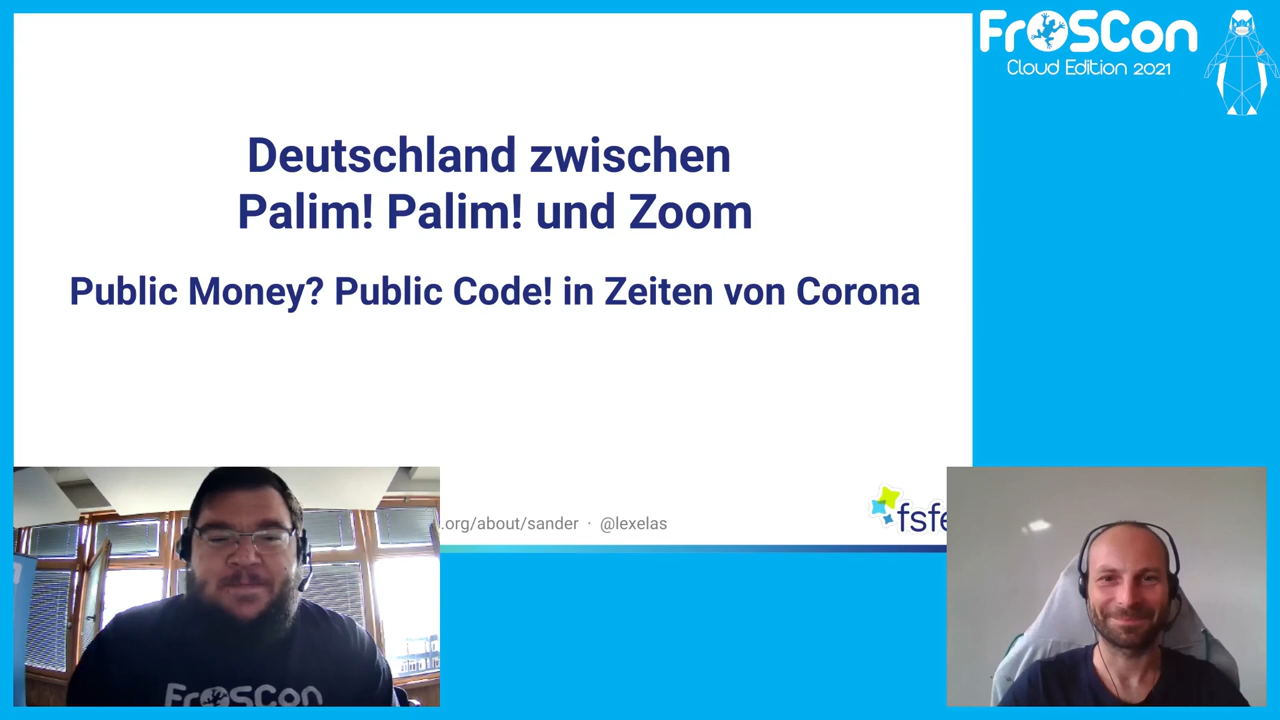 FrOSCon
Cloud Edition 2021
Deutschland zwischen
Palim! Palim! und Zoom
Public Money? Public Code! in Zeiten von Corona
.org/about/sander · @lexelas
fsfe
FrOSCon